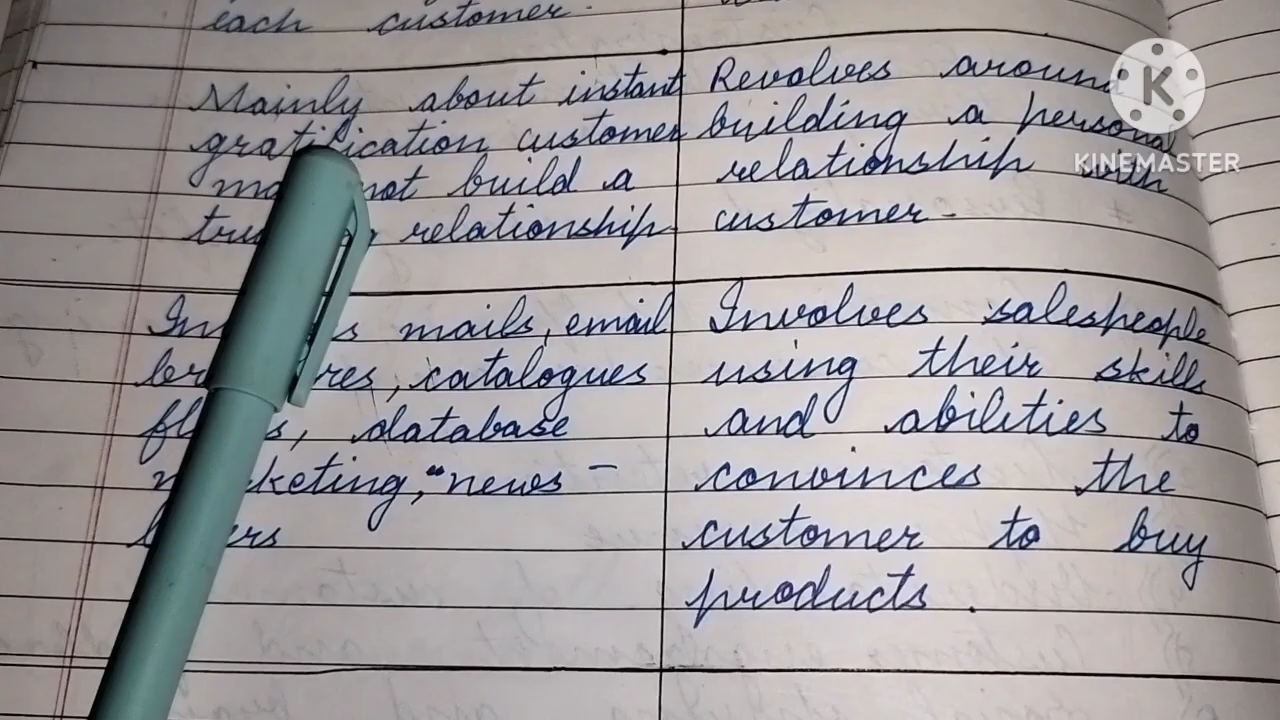 each customer.
Mainly about instant
gratification customer
not build a
relationship.
Revolves around
building a personal
relationship with
customer.
mails, email
catalogues
database
marketing, "news-
Involves salespeople
using their skills
and abilities to
convinces the
customer to buy
products.
KINEMASTER